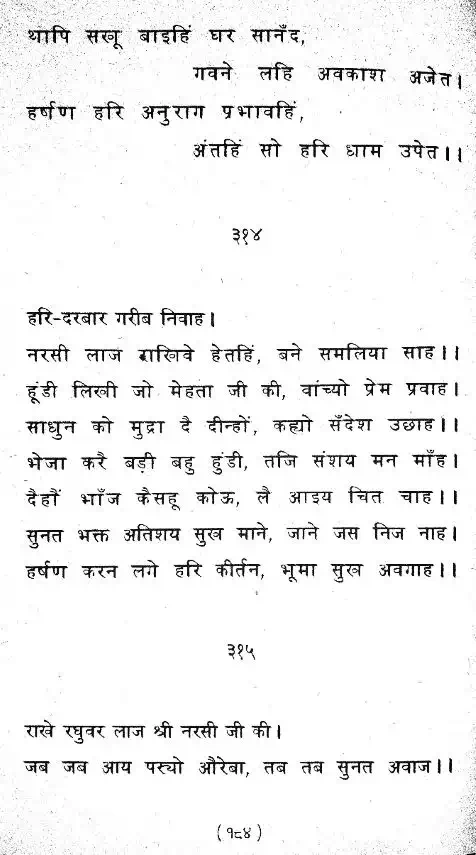 थापि सखू बाइहिं घर सानँद,
गवने लहि अवकाश अजेत।
हर्षण हरि अनुराग प्रभावहिं,
अंतहिं सो हरि धाम उपेत।।
३१४
हरि-दरबार गरीब निवाह।
नरसी लाज राखिवे हेतहिं, बने समलिया साह।।
हूंडी लिखी जो मेहता जी की, वांच्यो प्रेम प्रवाह।
साधुन को मुद्रा दै दीन्हों, कह्यो सँदेश उछाह।।
भेजा करै बड़ी बहु हुंडी, तजि संशय मन माँह।
दैहौं भाँज कैसहू कोऊ, लै आइय चित चाह।।
सुनत भक्त अतिशय सुख माने, जाने जस निज नाह।
हर्षण करन लगे हरि कीर्तन, भूमा सुख अवगाह।।
३१५
राखे रघुवर लाज श्री नरसी जी की।
जब जब आय पस्यो औरेबा, तब तब सुनत अवाज।।
(१८४)